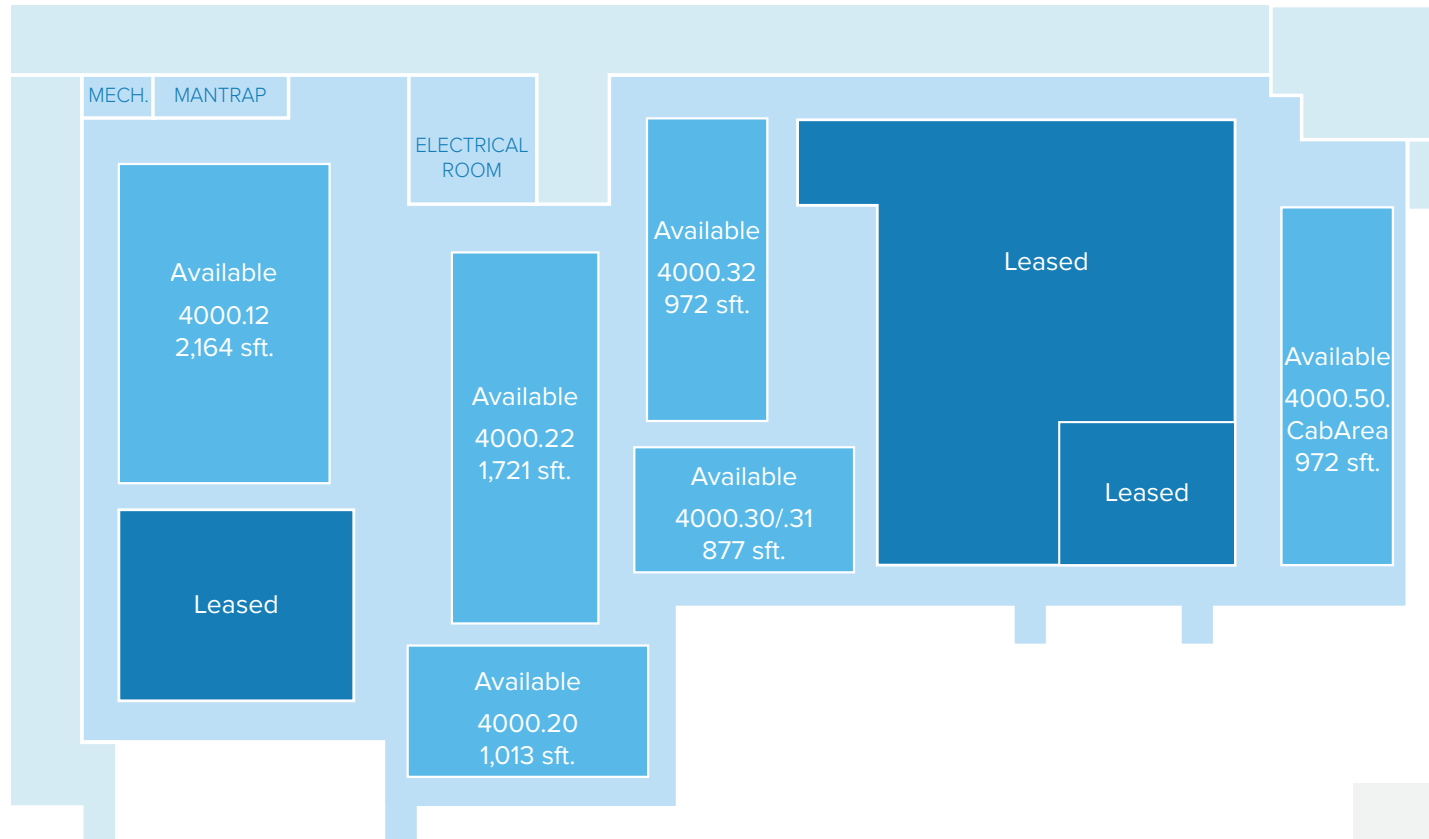 MECH.
MANTRAP
ELECTRICAL
ROOM
Available
4000.12
2,164 sft.
Leased
Available
4000.22
1,721 sft.
Available
4000.20
1,013 sft.
Available
4000.32
972 sft.
Available
4000.30/.31
877 sft.
Leased
Leased
Available
4000.50.
CabArea
972 sft.